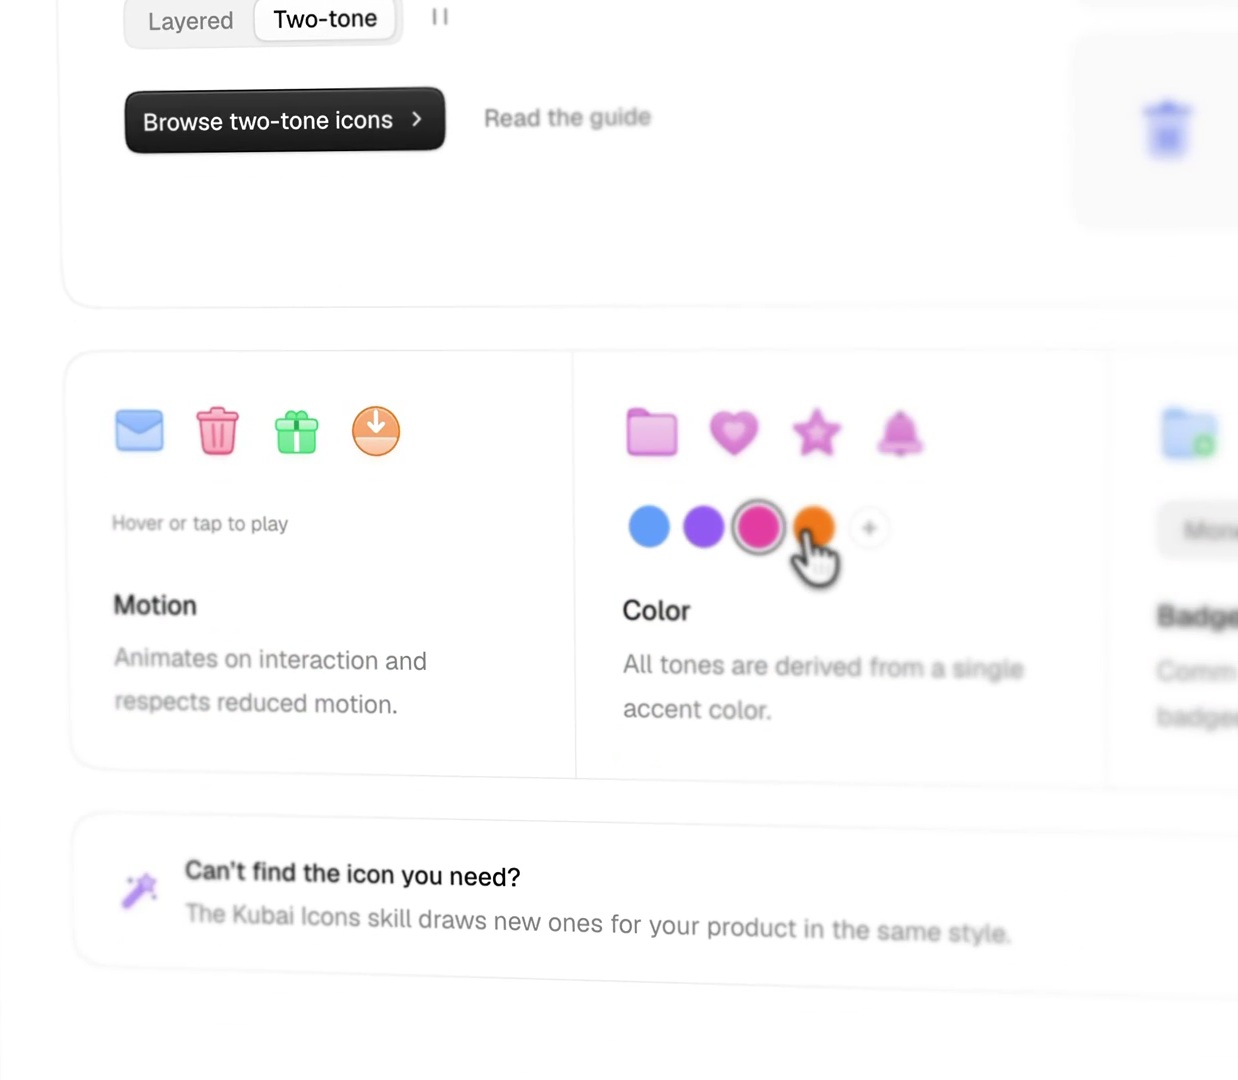 Layered
Two-tone
Browse two-tone icons
Read the guide
Hover or tap to play
Motion
Animates on interaction and
respects reduced motion.
Color
All tones are derived from a single
accent color.
Can't find the icon you need?
The Kubai Icons skill draws new ones for your product in the same style.